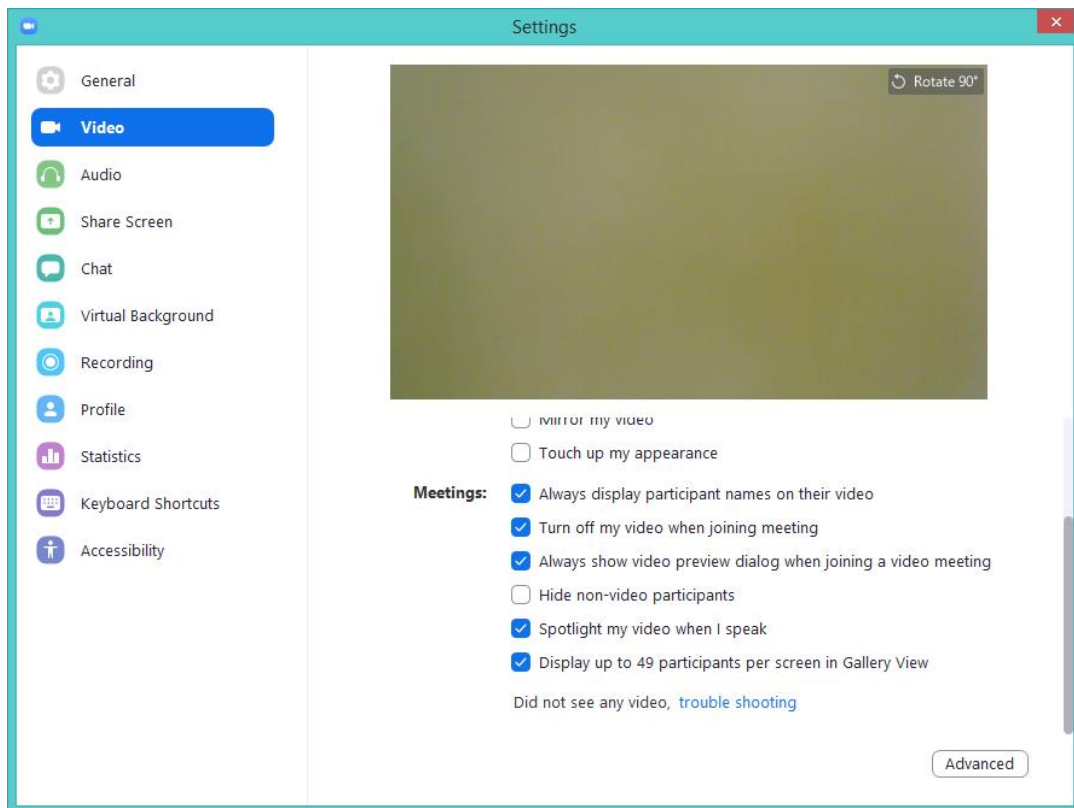 Settings
General
Rotate 90°
Video
Audio
Share Screen
Chat
Virtual Background
Recording
Profile
Statistics
Keyboard Shortcuts
Accessibility
Mirror my video
Touch up my appearance
Meetings:
Always display participant names on their video
Turn off my video when joining meeting
Always show video preview dialog when joining a video meeting
Hide non-video participants
Spotlight my video when I speak
Display up to 49 participants per screen in Gallery View
Did not see any video, trouble shooting
Advanced